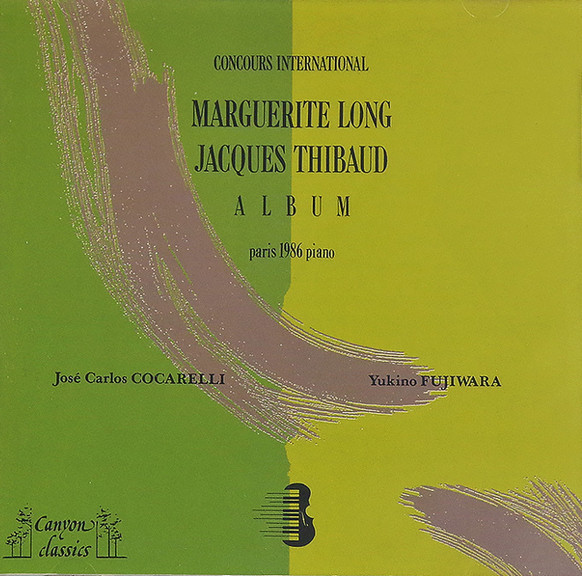 CONCOURS INTERNATIONAL
MARGUERITE LONG
JACQUES THIBAUD
ALBUM
paris 1986 piano
José Carlos COCARELLI
Yukino FUJIWARA
Canyon
classics